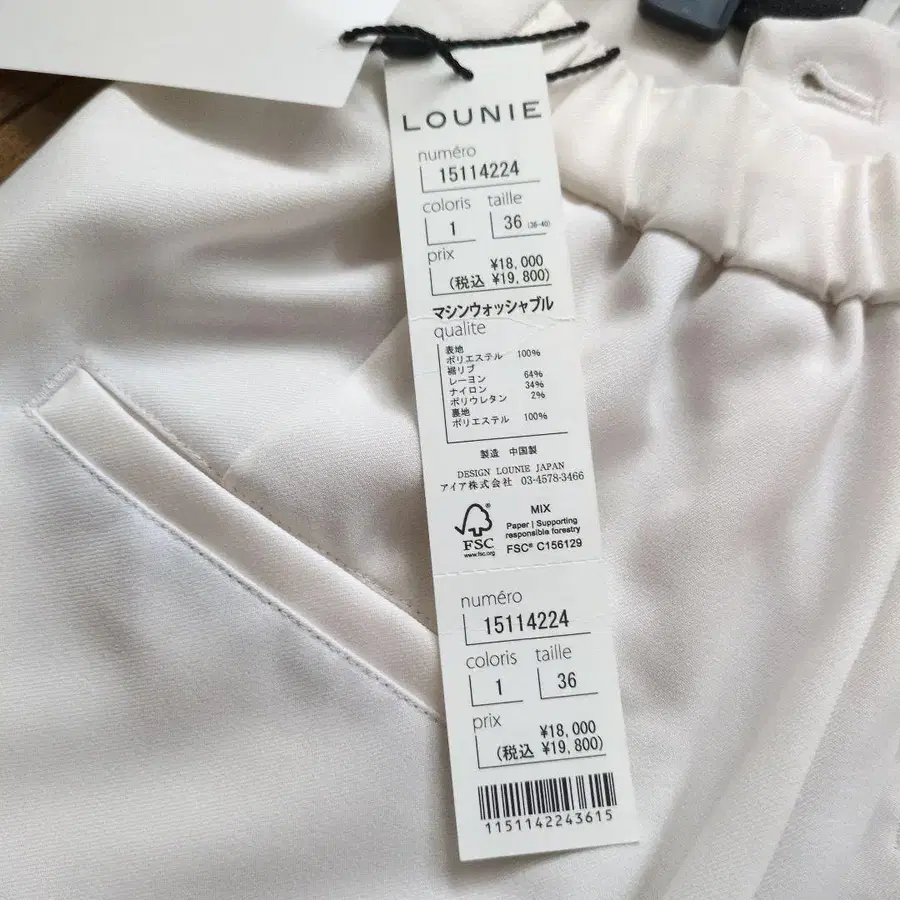 LOUNIE
numéro
15114224
coloris taille
1 36 (36-40)
prix
¥18,000
(税込 ¥19,800)
マシンウォッシャブル
qualite
表地
ポリエステル 100%
裾リブ
レーヨン 64%
ナイロン 34%
ポリウレタン 2%
裏地
ポリエステル 100%
製造 中国製
DESIGN LOUNIE JAPAN
アイア株式会社 03-4578-3466
FSC
www.fsc.org
MIX
Paper | Supporting
responsible forestry
FSC® C156129
numéro
15114224
coloris taille
1 36
prix
¥18,000
(税込 ¥19,800)
1151142243615